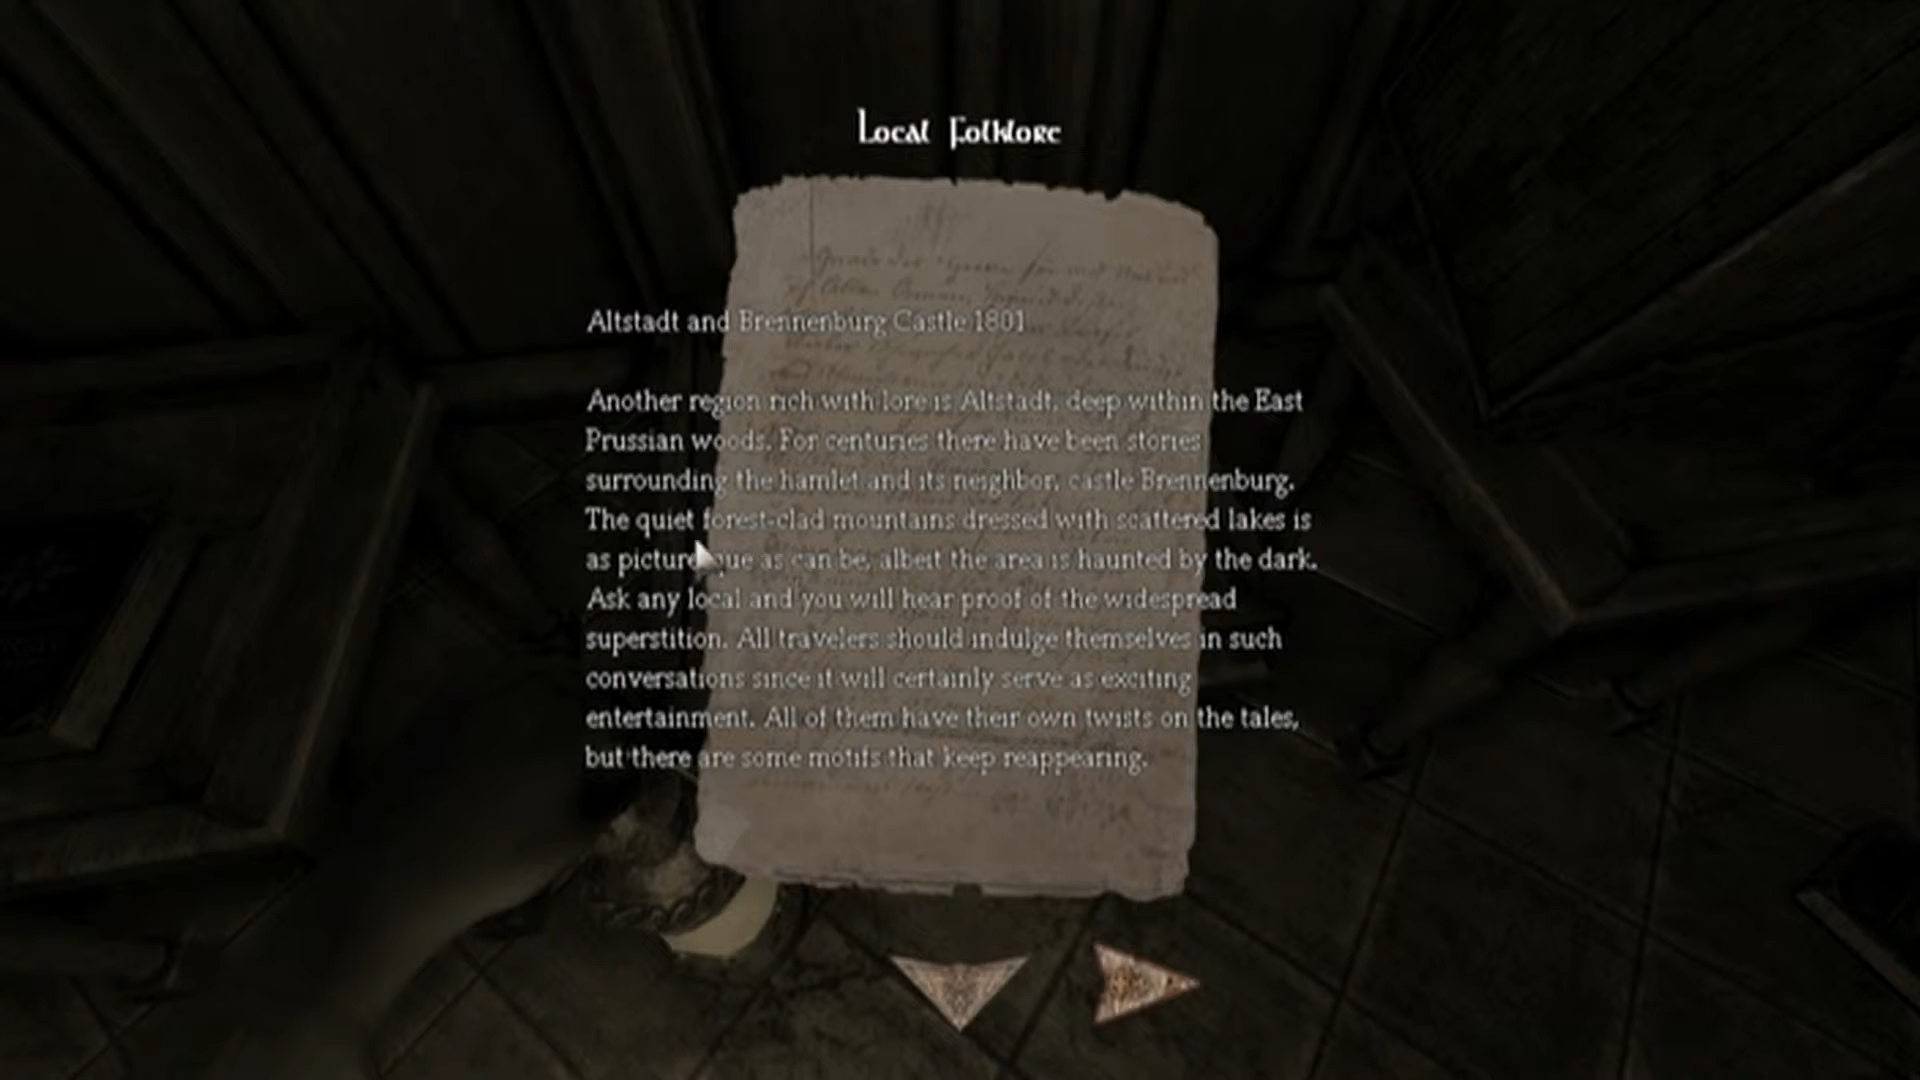 Local Folklore
Altstadt and Brennenburg Castle 1801
Another region rich with lore is Altstadt, deep within the East
Prussian woods. For centuries there have been stories
surrounding the hamlet and its neighbor, castle Brennenburg.
The quiet forest-clad mountains dressed with scattered lakes is
as picturesque as can be, albeit the area is haunted by the dark.
Ask any local and you will hear proof of the widespread
superstition. All travelers should indulge themselves in such
conversations since it will certainly serve as exciting
entertainment. All of them have their own twists on the tales,
but there are some motifs that keep reappearing.